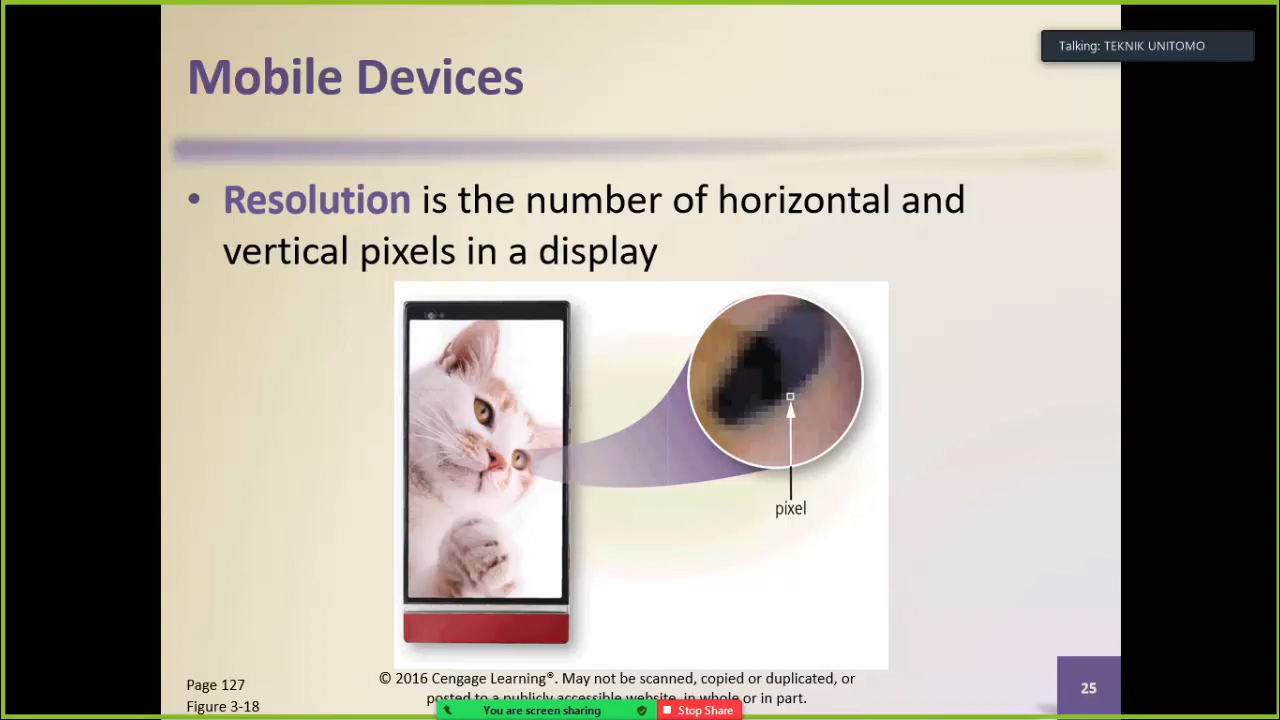 Talking: TEKNIK UNITOMO
Mobile Devices
• Resolution is the number of horizontal and
vertical pixels in a display
pixel
Page 127
Figure 3-18
© 2016 Cengage Learning®. May not be scanned, copied or duplicated, or
posted to a publicly accessible website, in whole or in part.
25
You are screen sharing
Stop Share